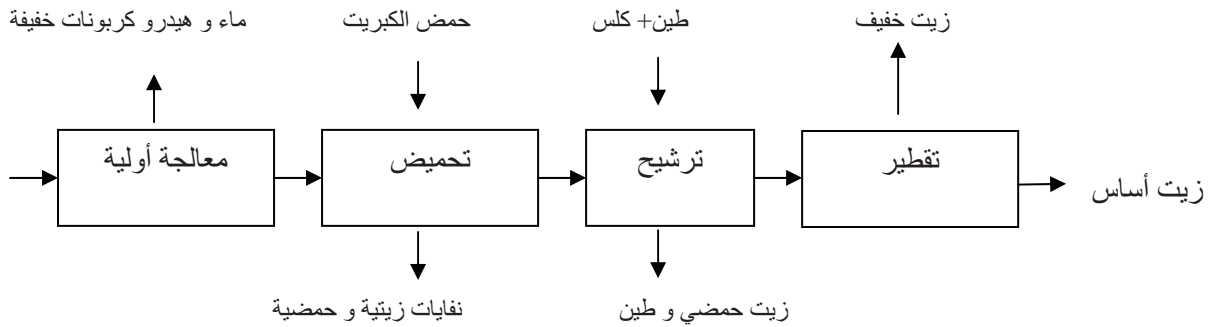 ماء و هيدرو كربونات خفيفة
حمض الكبريت
طين+ كلس
زيت خفيف
معالجة أولية
تحميض
ترشيح
تقطير
زيت أساس
نفايات زيتية و حمضية
زيت حمضي و طين